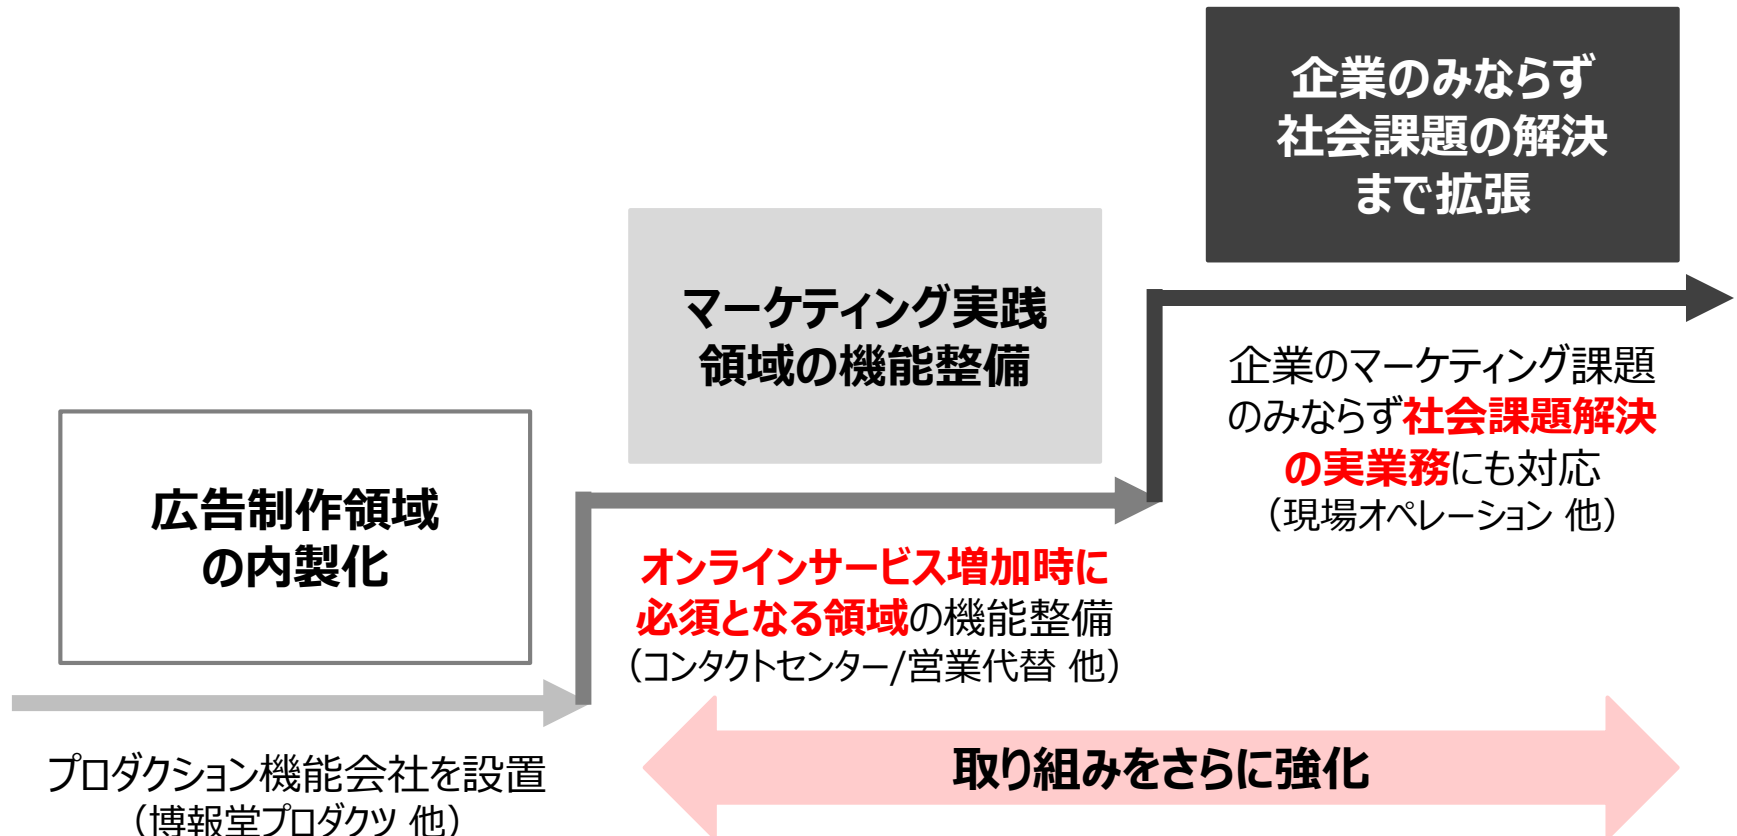 広告制作領域
の内製化
プロダクション機能会社を設置
（博報堂プロダクツ 他）
マーケティング実践
領域の機能整備
オンラインサービス増加時に
必須となる領域の機能整備
（コンタクトセンター/営業代替 他）
企業のみならず
社会課題の解決
まで拡張
企業のマーケティング課題
のみならず社会課題解決
の実業務にも対応
（現場オペレーション 他）
取り組みをさらに強化